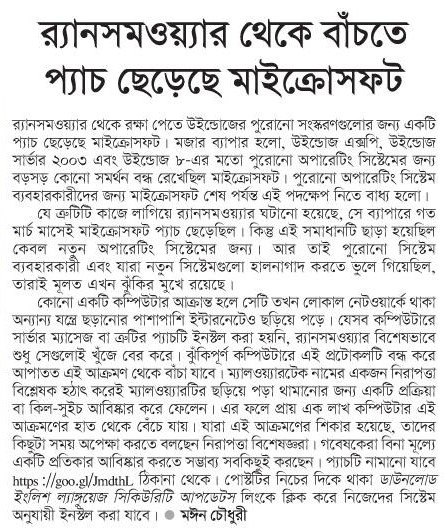 র‍্যানসমওয়্যার থেকে বাঁচতে
প্যাচ ছেড়েছে মাইক্রোসফট
র‍্যানসমওয়্যার থেকে রক্ষা পেতে উইন্ডোজের পুরোনো সংস্করণগুলোর জন্য একটি
প্যাচ ছেড়েছে মাইক্রোসফট। মজার ব্যাপার হলো, উইন্ডোজ এক্সপি, উইন্ডোজ
সার্ভার ২০০৩ এবং উইন্ডোজ ৮-এর মতো পুরোনো অপারেটিং সিস্টেমের জন্য
বড়সড় কোনো সমর্থন বন্ধ রেখেছিল মাইক্রোসফট। পুরোনো অপারেটিং সিস্টেম
ব্যবহারকারীদের জন্য মাইক্রোসফট শেষ পর্যন্ত এই পদক্ষেপ নিতে বাধ্য হলো।
যে ত্রুটিটি কাজে লাগিয়ে র‍্যানসমওয়্যার ঘটানো হয়েছে, সে ব্যাপারে গত
মার্চ মাসেই মাইক্রোসফট প্যাচ ছেড়েছিল। কিন্তু এই সমাধানটি ছাড়া হয়েছিল
কেবল নতুন অপারেটিং সিস্টেমের জন্য। আর তাই পুরোনো সিস্টেম
ব্যবহারকারী এবং যারা নতুন সিস্টেমগুলো হালনাগাদ করতে ভুলে গিয়েছিল,
তারাই মূলত এখন ঝুঁকির মুখে রয়েছে।
কোনো একটি কম্পিউটার আক্রান্ত হলে সেটি তখন লোকাল নেটওয়ার্কে থাকা
অন্যান্য যন্ত্রে ছড়ানোর পাশাপাশি ইন্টারনেটেও ছড়িয়ে পড়ে। যেসব কম্পিউটারে
সার্ভার ম্যাসেজ বা ত্রুটির প্যাচটি ইনস্টল করা হয়নি, র‍্যানসমওয়্যার বিশেষভাবে
শুধু সেগুলোই খুঁজে বের করে। ঝুঁকিপূর্ণ কম্পিউটারে এই প্রটোকলটি বন্ধ করে
আপাতত এই আক্রমণ থেকে বাঁচা যাবে। ম্যালওয়্যারটেক নামের একজন নিরাপত্তা
বিশ্লেষক হঠাৎ করেই ম্যালওয়্যারটির ছড়িয়ে পড়া থামানোর জন্য একটি প্রক্রিয়া
বা কিল-সুইচ আবিষ্কার করে ফেলেন। এর ফলে প্রায় এক লাখ কম্পিউটার এই
আক্রমণের হাত থেকে বেঁচে যায়। যারা এই আক্রমণের শিকার হয়েছে, তাদের
কিছুটা সময় অপেক্ষা করতে বলছেন নিরাপত্তা বিশেষজ্ঞরা। গবেষকেরা বিনা মূল্যে
একটি প্রতিকার আবিষ্কার করতে সম্ভাব্য সবকিছুই করছেন। প্যাচটি নামানো যাবে
https://goo.gl/JmdthL ঠিকানা থেকে। পোস্টটির নিচের দিকে থাকা ডাউনলোড
ইংলিশ ল্যাঙ্গুয়েজ সিকিউরিটি আপডেটস লিংকে ক্লিক করে নিজেদের সিস্টেম
অনুযায়ী ইনস্টল করা যাবে। ● মঈন চৌধুরী